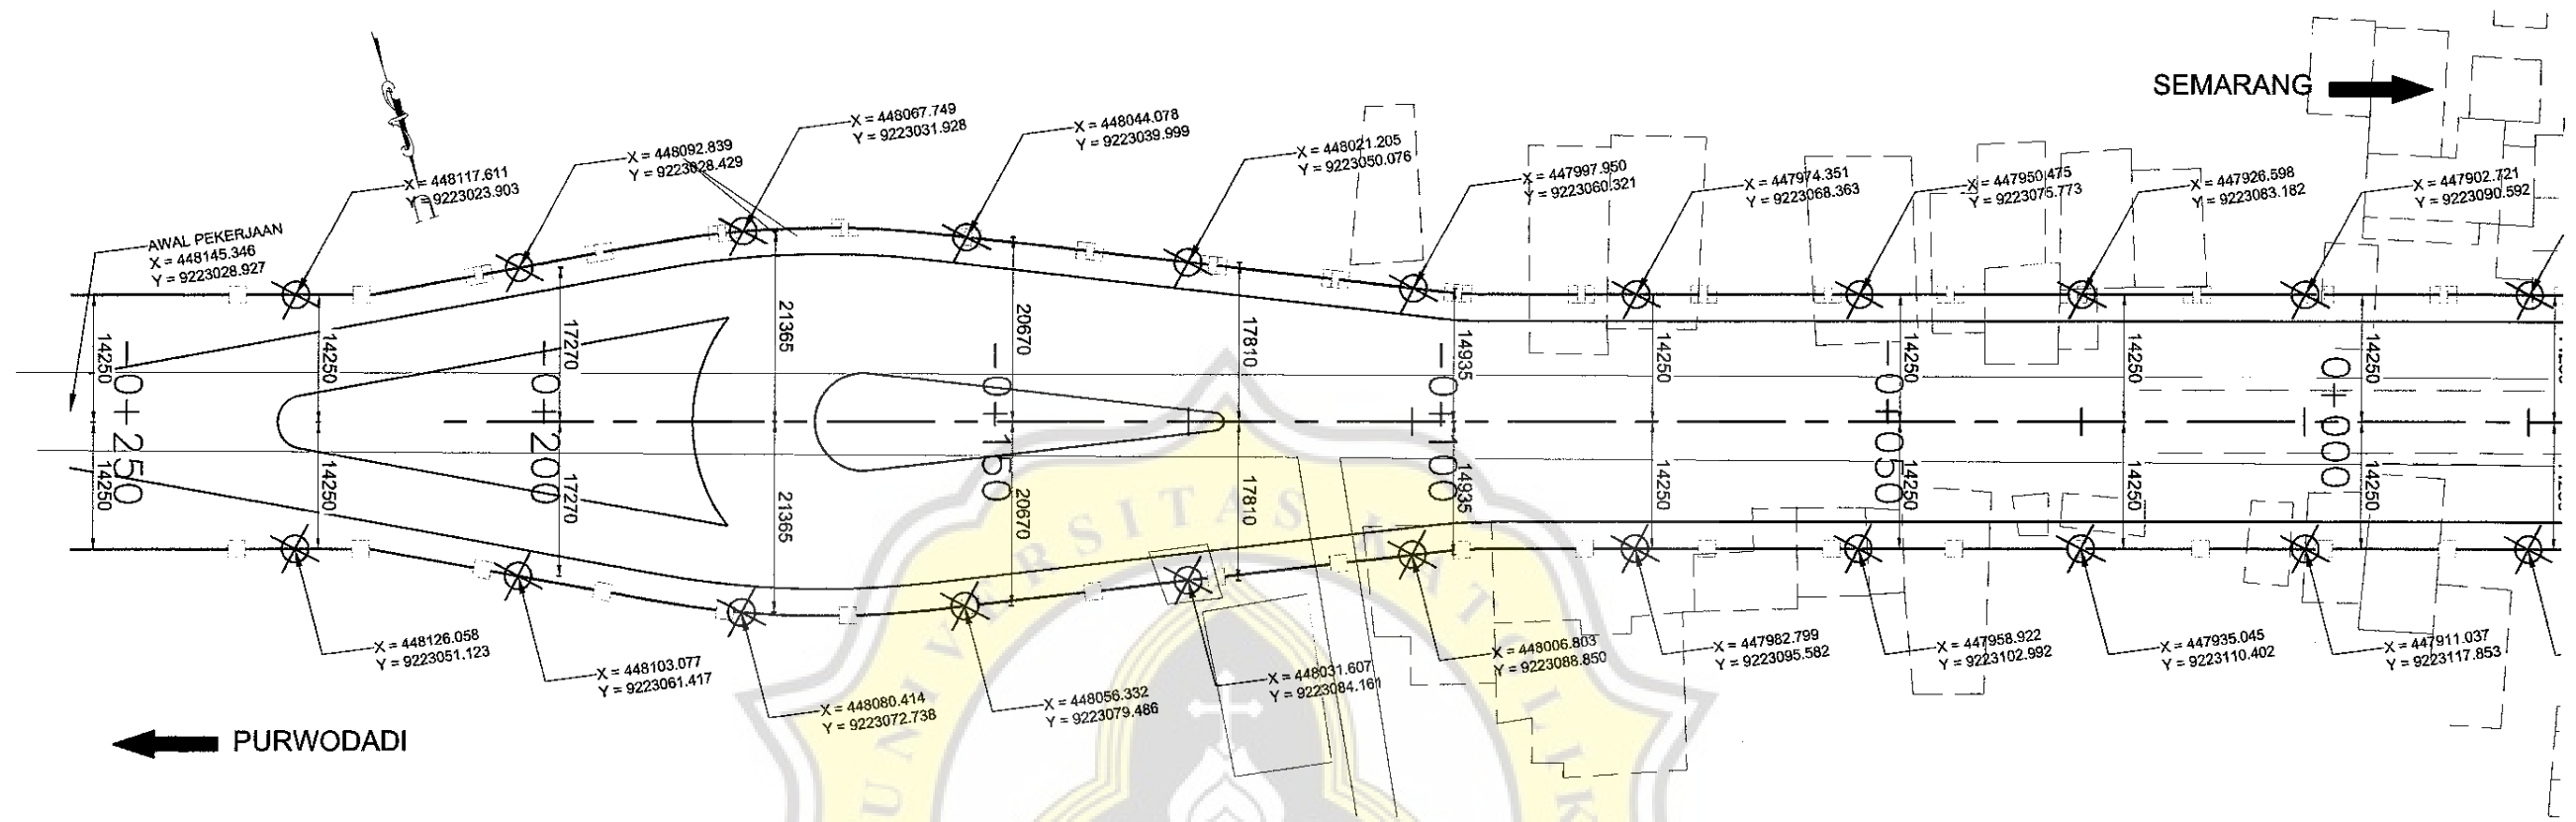 SEMARANG
X = 448067.749
Y = 9223031.928
X = 448044.078
Y = 9223039.999
X = 448092.839
Y = 9223028.429
X = 448021.205
Y = 9223050.076
X = 448117.611
Y = 9223023.903
X = 447997.950
Y = 9223060.321
X = 447974.351
Y = 9223068.363
X = 447950.475
Y = 9223075.773
X = 447926.598
Y = 9223083.182
X = 447902.721
Y = 9223090.592
AWAL PEKERJAAN
X = 448145.346
Y = 9223028.927
14250
14250
17270
21365
20670
17810
14935
14250
14250
14250
14250
-0+250
-0+200
-0+150
-0+100
-0+050
0+000
14250
14250
17270
21365
20670
17810
14935
14250
14250
14250
14250
X = 448126.058
Y = 9223051.123
X = 448103.077
Y = 9223061.417
X = 448080.414
Y = 9223072.738
X = 448056.332
Y = 9223079.486
X = 448031.607
Y = 9223084.161
X = 448006.803
Y = 9223088.850
X = 447982.799
Y = 9223095.582
X = 447958.922
Y = 9223102.992
X = 447935.045
Y = 9223110.402
X = 447911.037
Y = 9223117.853
PURWODADI
UNIVERSITAS KATOLIK